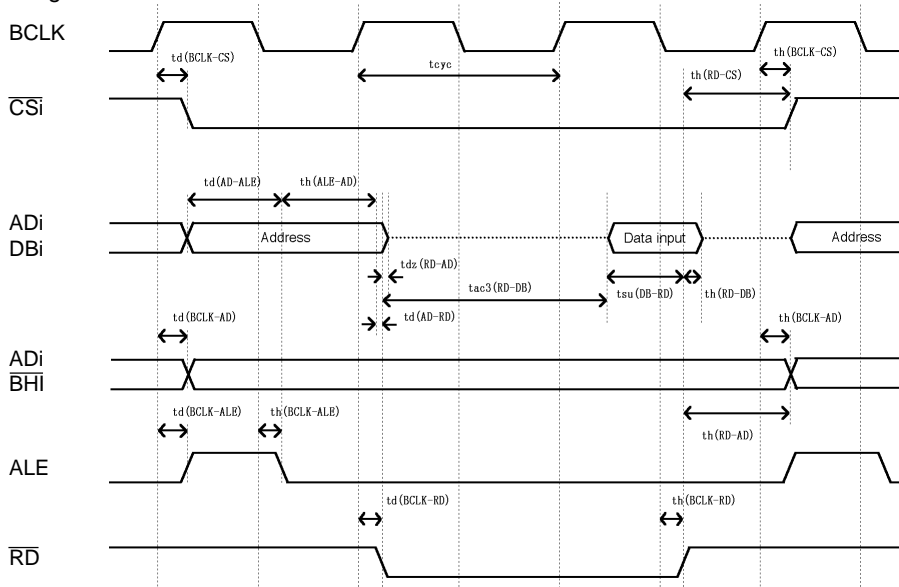 BCLK
td(BCLK-CS)
tcyc
th(BCLK-CS)
th(RD-CS)
CSi
td(AD-ALE)
th(ALE-AD)
ADi
DBi
Address
Data input
Address
tdz(RD-AD)
tac3(RD-DB)
tsu(DB-RD)
th(RD-DB)
td(AD-RD)
td(BCLK-AD)
th(BCLK-AD)
ADi
BHI
td(BCLK-ALE)
th(BCLK-ALE)
th(RD-AD)
ALE
td(BCLK-RD)
th(BCLK-RD)
RD